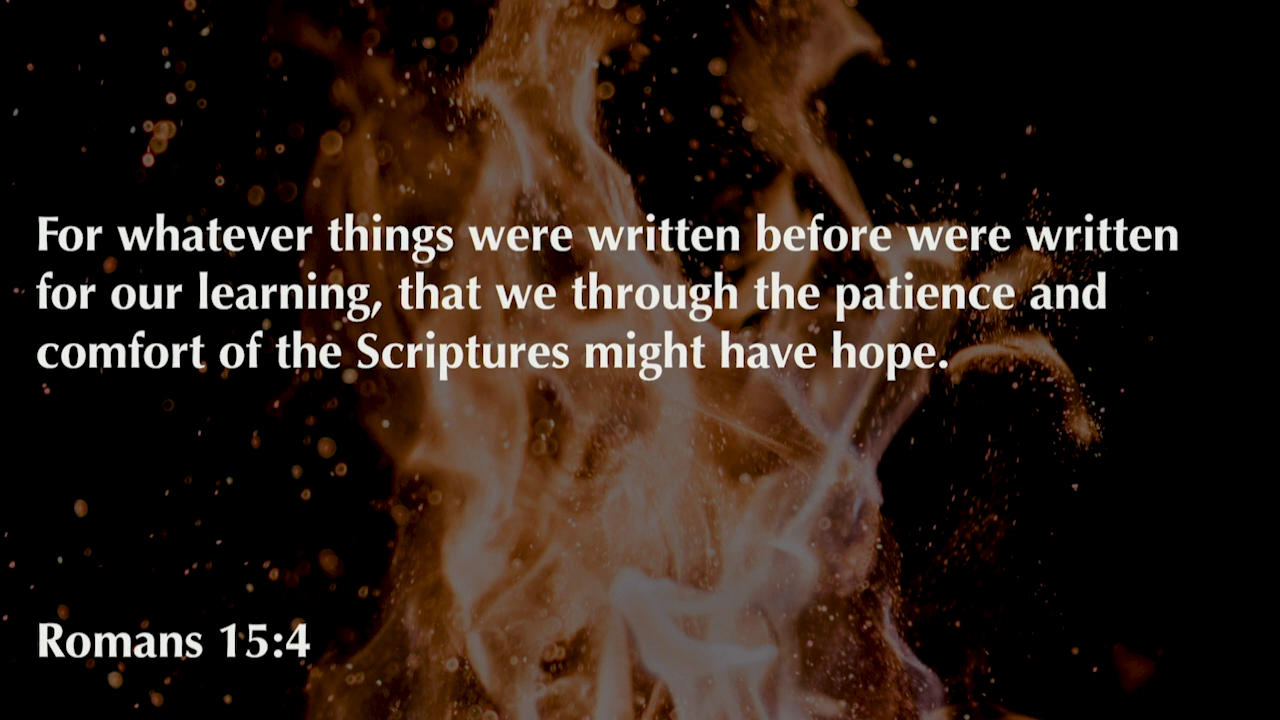 For whatever things were written before were written
for our learning, that we through the patience and
comfort of the Scriptures might have hope.
Romans 15:4